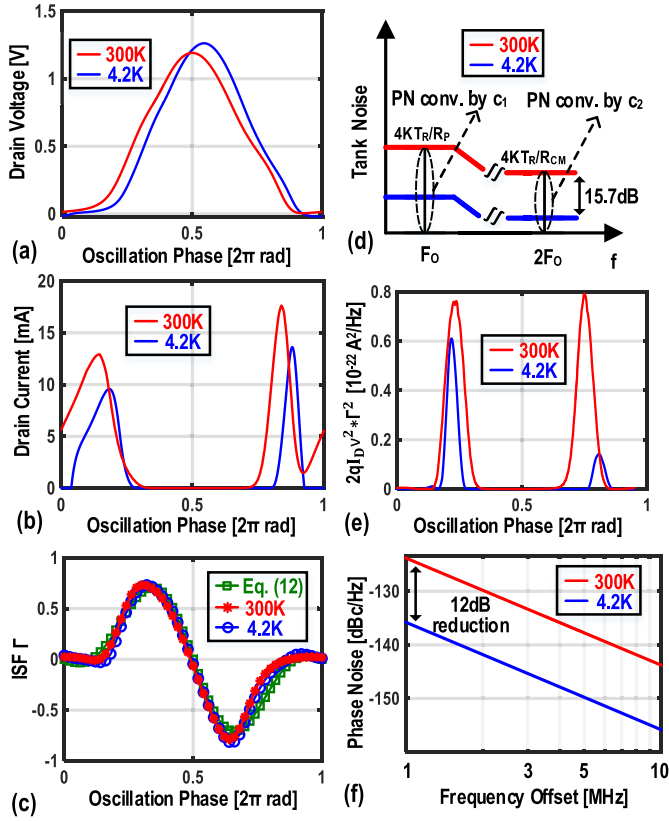 Drain Voltage [V]
1.5
1
0.5
0
300K
4.2K
0
0.5
1
(a)
Oscillation Phase [2π rad]
Tank Noise
300K
4.2K
PN conv. by c1
PN conv. by c2
4KTR/RP
4KTR/RCM
15.7dB
(d)
FO
2FO
f
Drain Current [mA]
20
15
10
5
0
300K
4.2K
0
0.5
1
(b)
Oscillation Phase [2π rad]
2qIDν²*Γ² [10⁻²² A²/Hz]
0.8
0.6
0.4
0.2
0
300K
4.2K
0
0.5
1
(e)
Oscillation Phase [2π rad]
ISF Γ
1
0.5
0
-0.5
-1
Eq. (12)
300K
4.2K
0
0.5
1
(c)
Oscillation Phase [2π rad]
Phase Noise [dBc/Hz]
-133
-140
-150
300K
4.2K
12dB
reduction
1
2
3
5
10
(f)
Frequency Offset [MHz]